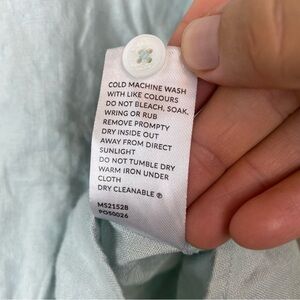 COLD MACHINE WASH
WITH LIKE COLOURS
DO NOT BLEACH, SOAK,
WRING OR RUB
REMOVE PROMPTY
DRY INSIDE OUT
AWAY FROM DIRECT
SUNLIGHT
DO NOT TUMBLE DRY
WARM IRON UNDER
CLOTH
DRY CLEANABLE Ⓟ
MS2152B
PO50026